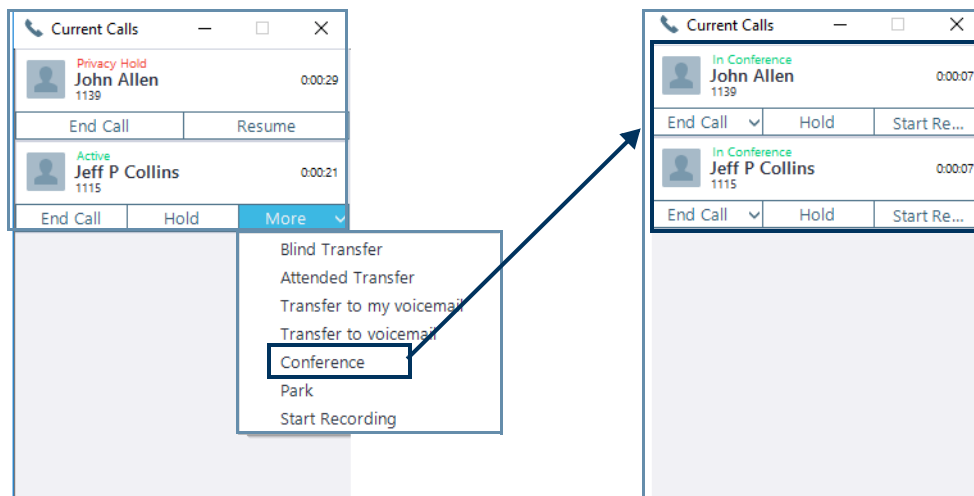 Current Calls
Privacy Hold
John Allen
1139
0:00:29
End Call
Resume
Active
Jeff P Collins
1115
0:00:21
End Call
Hold
More
Blind Transfer
Attended Transfer
Transfer to my voicemail
Transfer to voicemail
Conference
Park
Start Recording
Current Calls
In Conference
John Allen
1139
0:00:07
End Call
Hold
Start Re...
In Conference
Jeff P Collins
1115
0:00:07
End Call
Hold
Start Re...